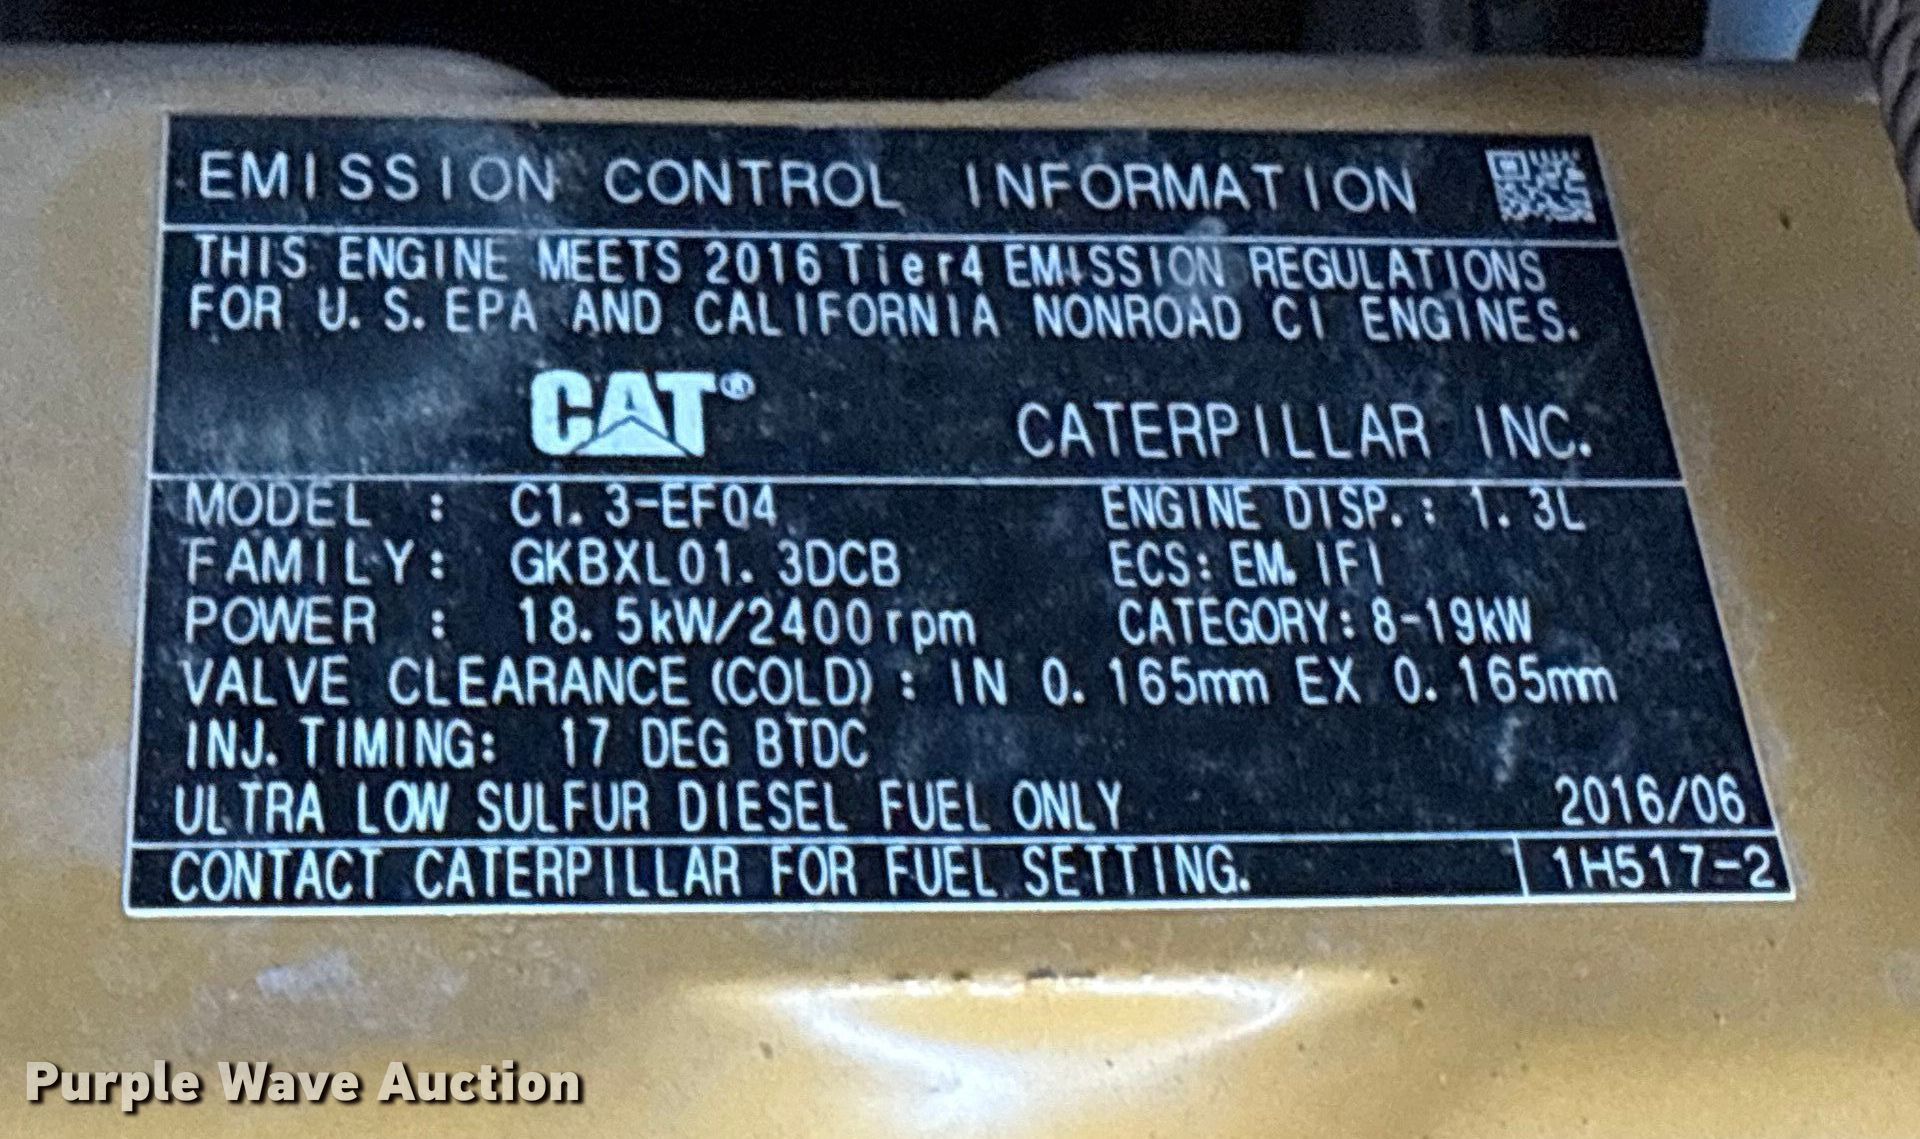 EMISSION CONTROL INFORMATION
THIS ENGINE MEETS 2016 Tier4 EMISSION REGULATIONS
FOR U.S. EPA AND CALIFORNIA NONROAD CI ENGINES.
CAT® CATERPILLAR INC.
MODEL : C1.3-EF04 ENGINE DISP.: 1.3L
FAMILY: GKBXL01.3DCB ECS: EM, IFI
POWER : 18.5kW/2400rpm CATEGORY: 8-19kW
VALVE CLEARANCE (COLD) : IN 0.165mm EX 0.165mm
INJ. TIMING: 17 DEG BTDC
ULTRA LOW SULFUR DIESEL FUEL ONLY 2016/06
CONTACT CATERPILLAR FOR FUEL SETTING. 1H517-2
Purple Wave Auction